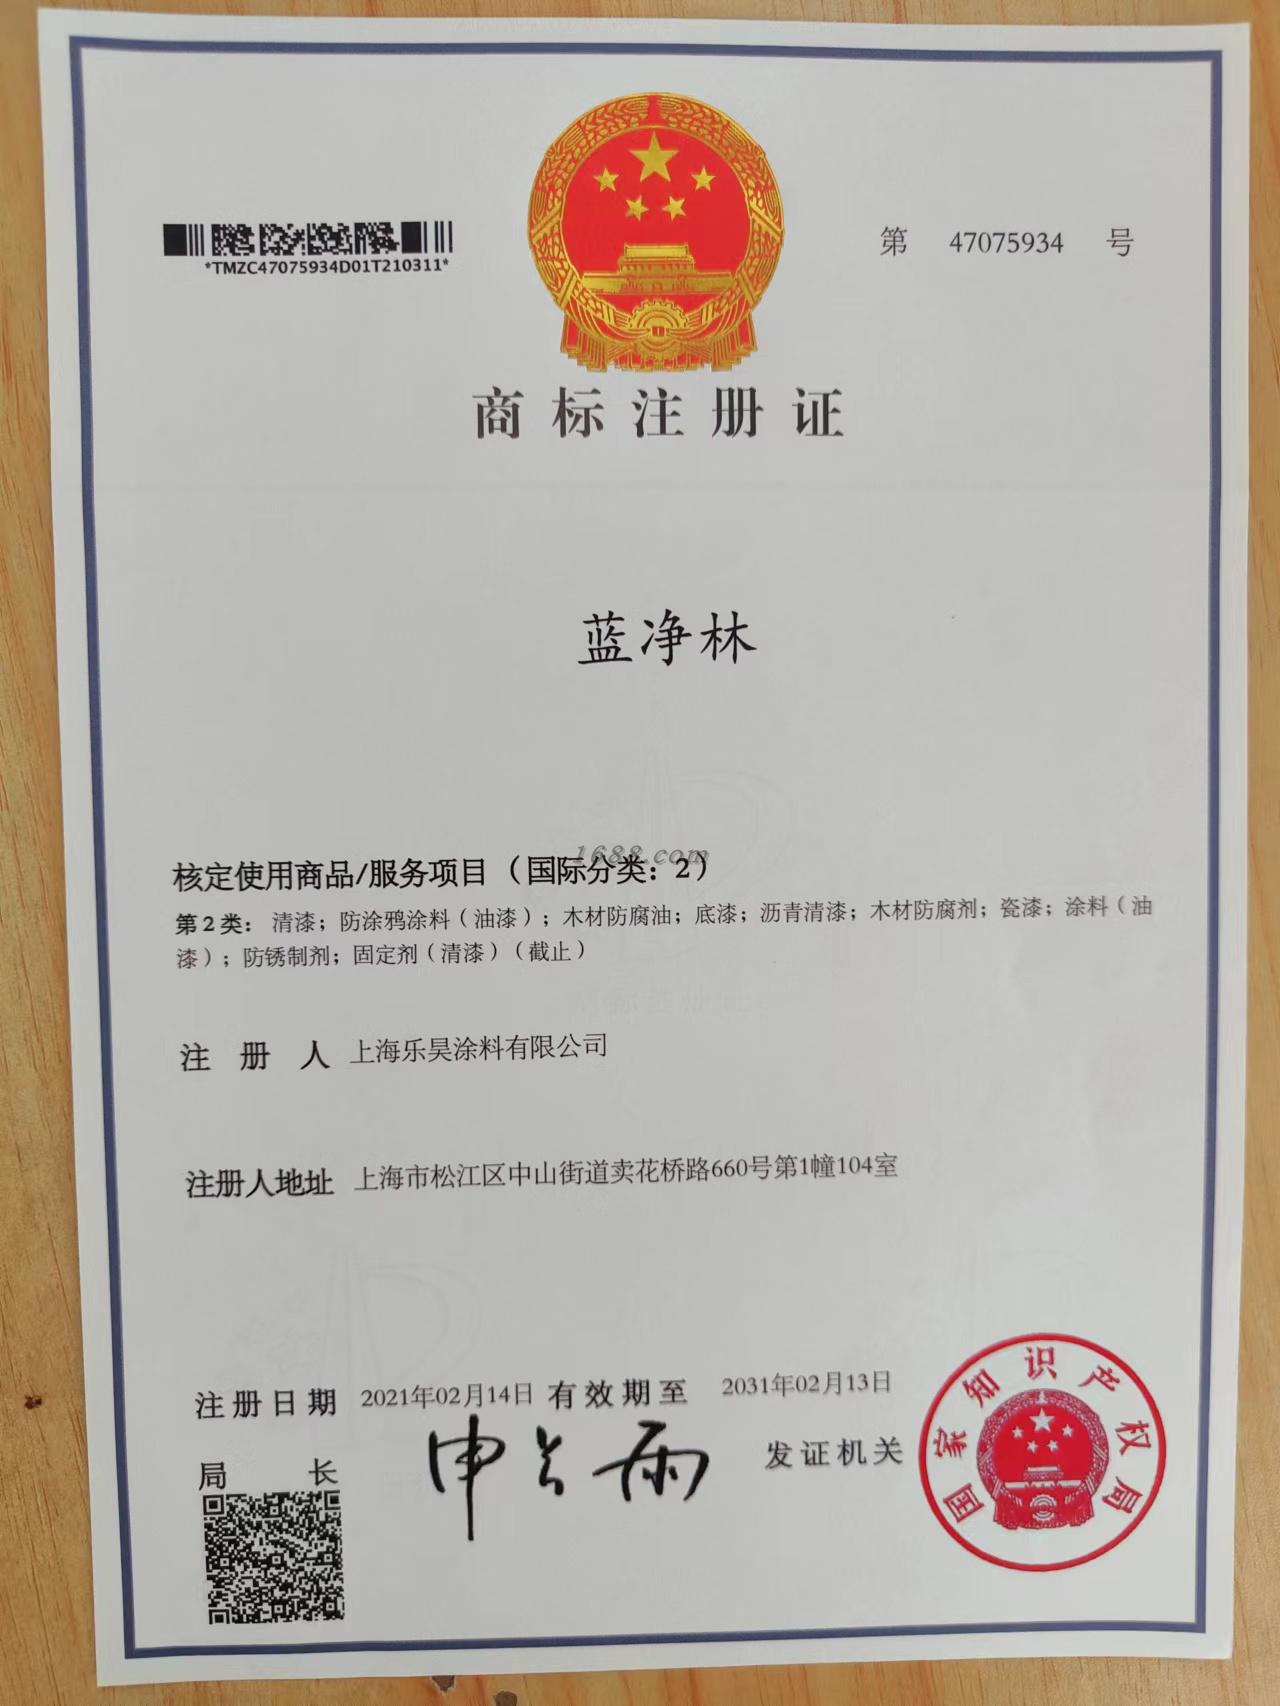 *TMZC47075934D01T210311*
第 47075934 号
商标注册证
蓝净林
1688.com
核定使用商品/服务项目（国际分类：2）
第2类：清漆；防涂鸦涂料（油漆）；木材防腐油；底漆；沥青清漆；木材防腐剂；瓷漆；涂料（油
漆）；防锈制剂；固定剂（清漆）（截止）
注册人 上海乐昊涂料有限公司
注册人地址 上海市松江区中山街道卖花桥路660号第1幢104室
注册日期 2021年02月14日 有效期至 2031年02月13日
局长 申长雨 发证机关
国家知识产权局